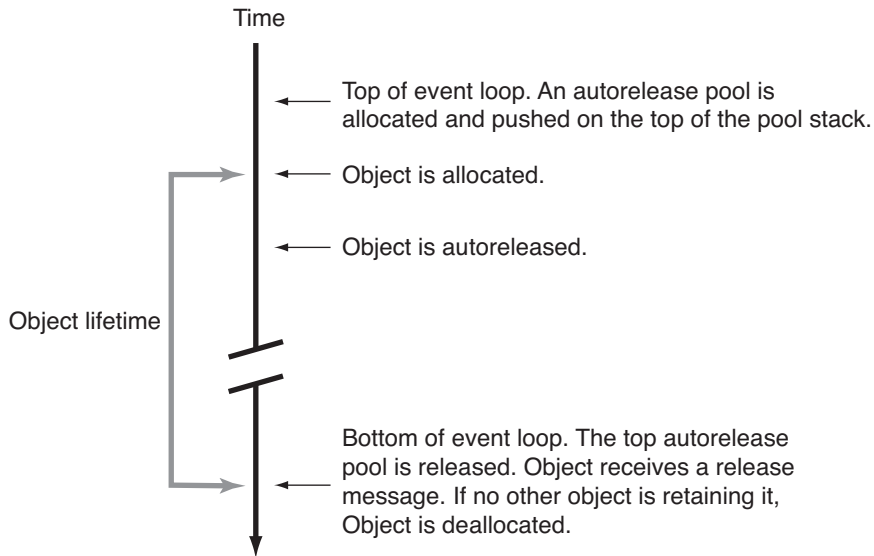 Time
Top of event loop. An autorelease pool is
allocated and pushed on the top of the pool stack.
Object is allocated.
Object is autoreleased.
Object lifetime
Bottom of event loop. The top autorelease
pool is released. Object receives a release
message. If no other object is retaining it,
Object is deallocated.